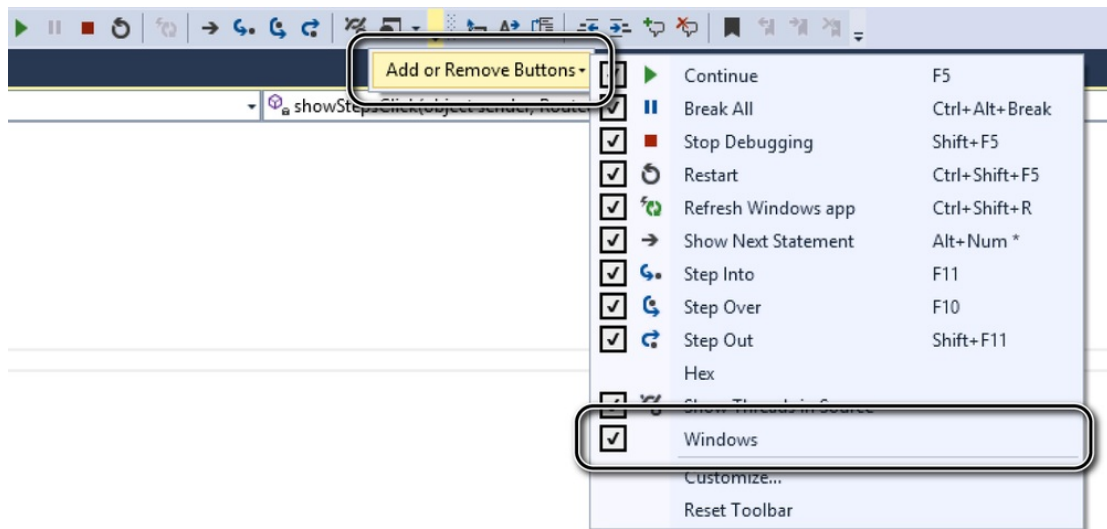 Add or Remove Buttons
showStepsClick(object sender, Route
Continue F5
Break All Ctrl+Alt+Break
Stop Debugging Shift+F5
Restart Ctrl+Shift+F5
Refresh Windows app Ctrl+Shift+R
Show Next Statement Alt+Num *
Step Into F11
Step Over F10
Step Out Shift+F11
Hex
Show Threads in Source
Windows
Customize...
Reset Toolbar